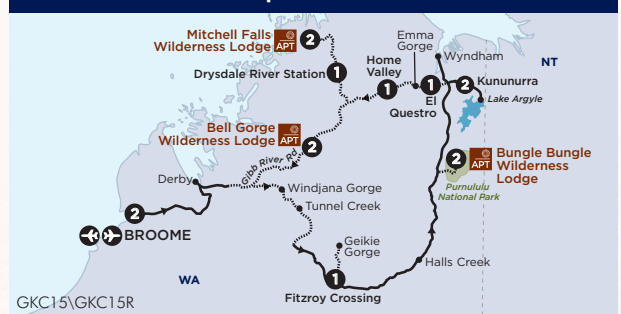 Mitchell Falls
Wilderness Lodge
APT
2
Drysdale River Station
1
Emma
Gorge
Wyndham
NT
Home
Valley
1
1
2
Kununurra
El
Questro
Lake Argyle
Bell Gorge
Wilderness Lodge
APT
2
Gibb River Rd
2
APT
Bungle Bungle
Wilderness
Lodge
Purnululu
National Park
Derby
Windjana Gorge
Tunnel Creek
2
BROOME
Geikie
Gorge
Halls Creek
WA
1
Fitzroy Crossing
GKC15\GKC15R